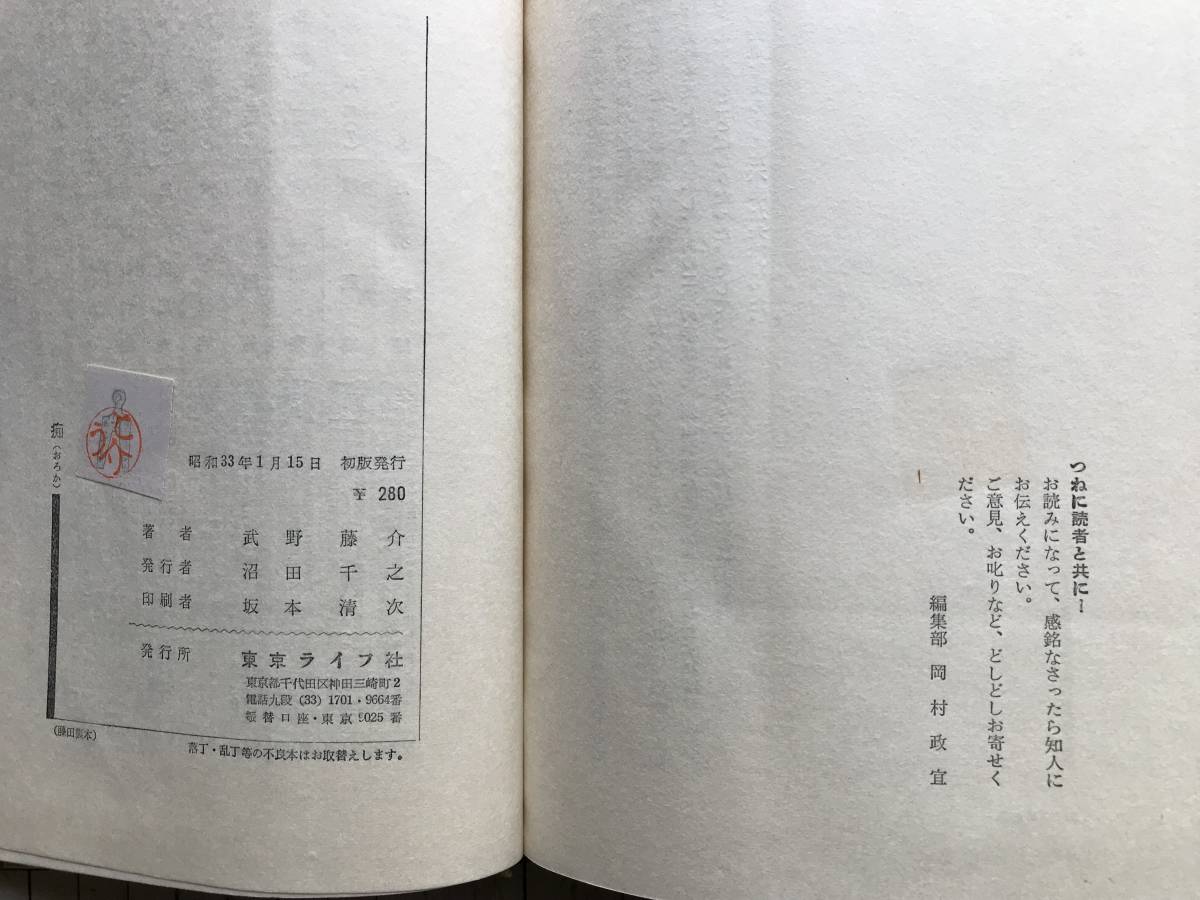 つねに読者と共に―
お読みになって、感銘なさったら知人に
お伝えください。
ご意見、お叱りなど、どしどしお寄せく
ださい。
編集部 岡村政宜
昭和33年1月15日 初版発行
¥ 280
著者 武野藤介
発行者 沼田千之
印刷者 坂本清次
発行所 東京ライフ社
東京都千代田区神田三崎町2
電話九段 (33) 1701・9664番
振替口座・東京9025番
痴(おろか)
(藤田製本)
落丁・乱丁等の不良本はお取替えします。